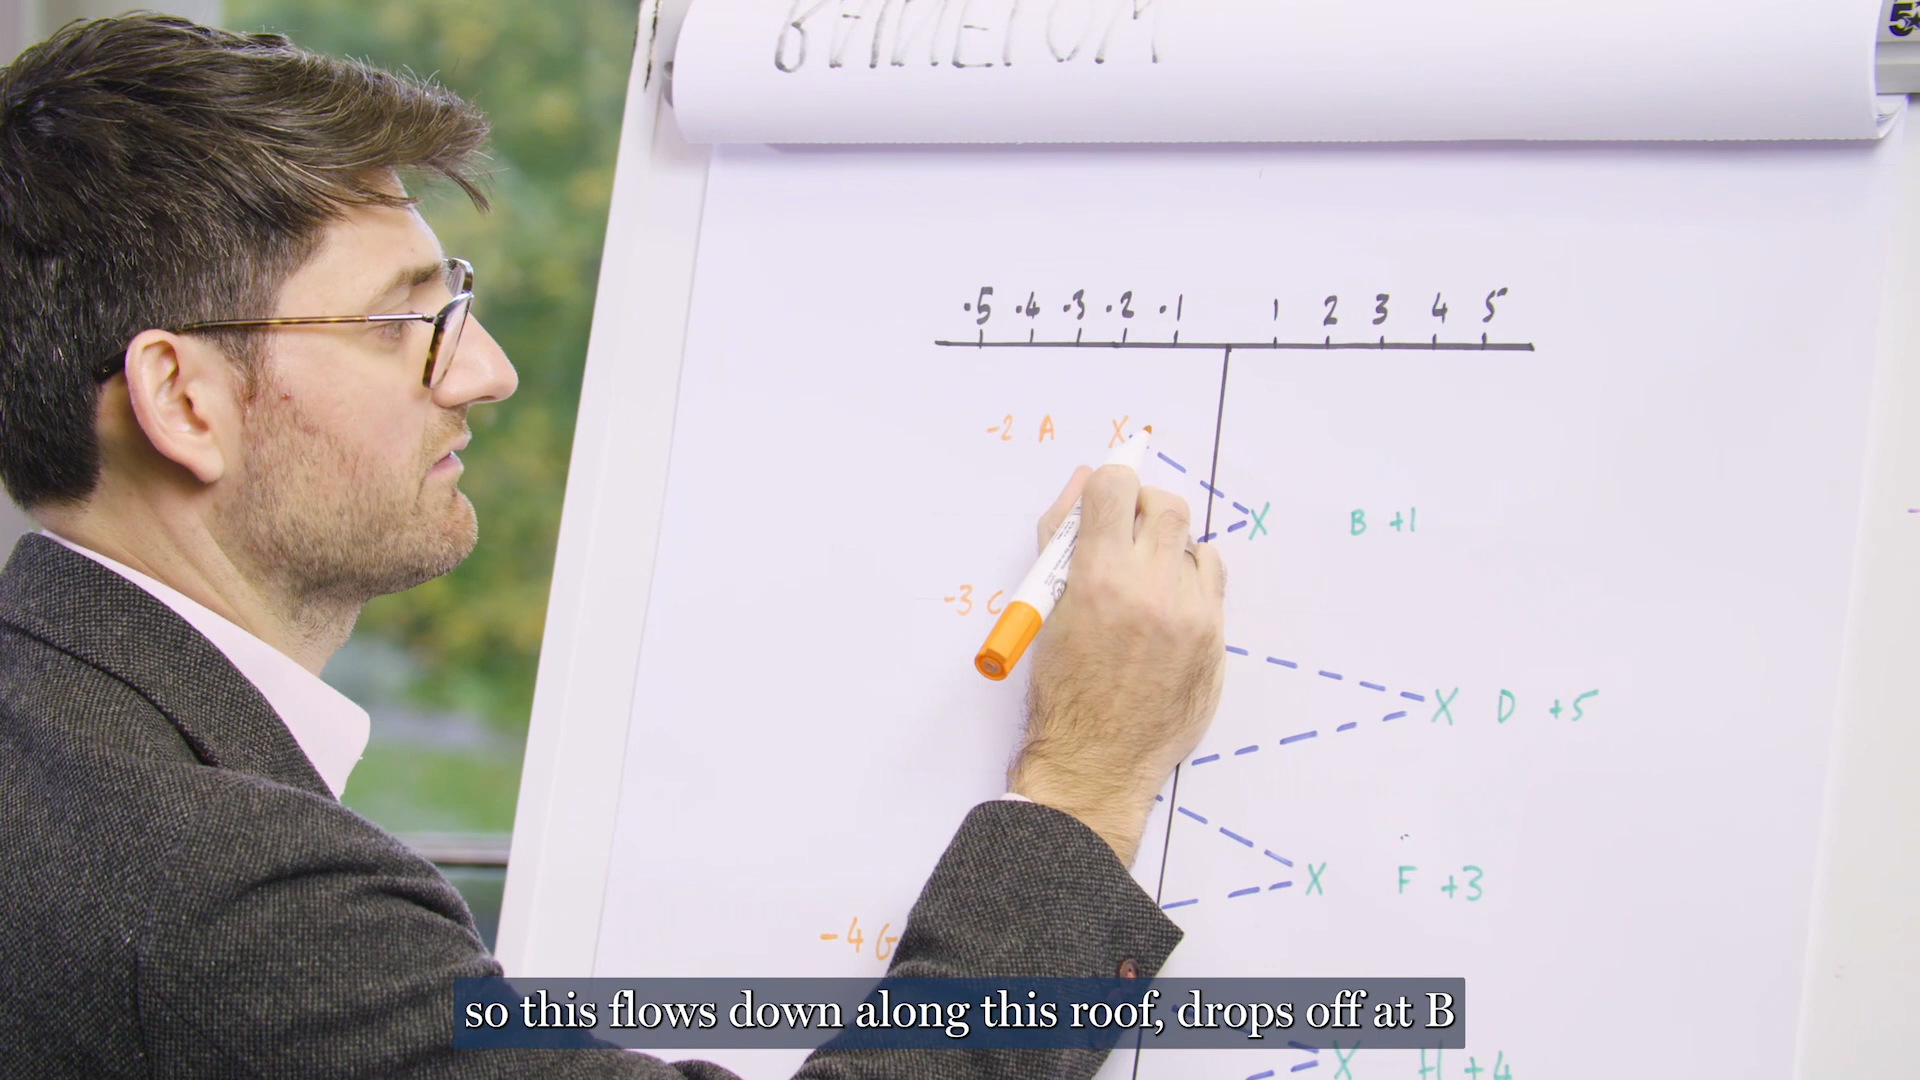 ·5 ·4 ·3 ·2 ·1 1 2 3 4 5
-2 A X
X B +1
-3 C
X D +5
X F +3
-4 G
so this flows down along this roof, drops off at B
X H +4